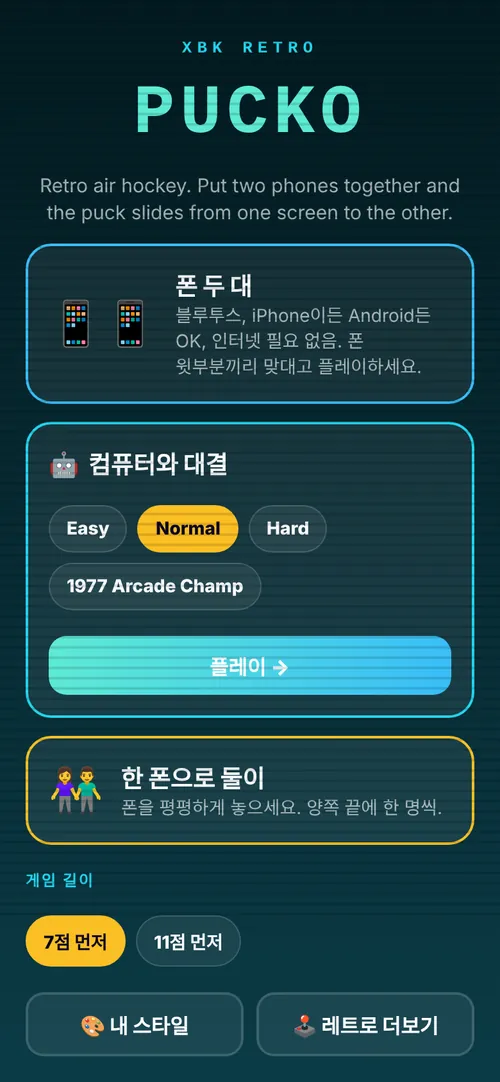 XBK RETRO
PUCKO
Retro air hockey. Put two phones together and
the puck slides from one screen to the other.
폰 두 대
블루투스, iPhone이든 Android든
OK, 인터넷 필요 없음. 폰
윗부분끼리 맞대고 플레이하세요.
컴퓨터와 대결
Easy
Normal
Hard
1977 Arcade Champ
플레이 →
한 폰으로 둘이
폰을 평평하게 놓으세요. 양쪽 끝에 한 명씩.
게임 길이
7점 먼저
11점 먼저
내 스타일
레트로 더보기